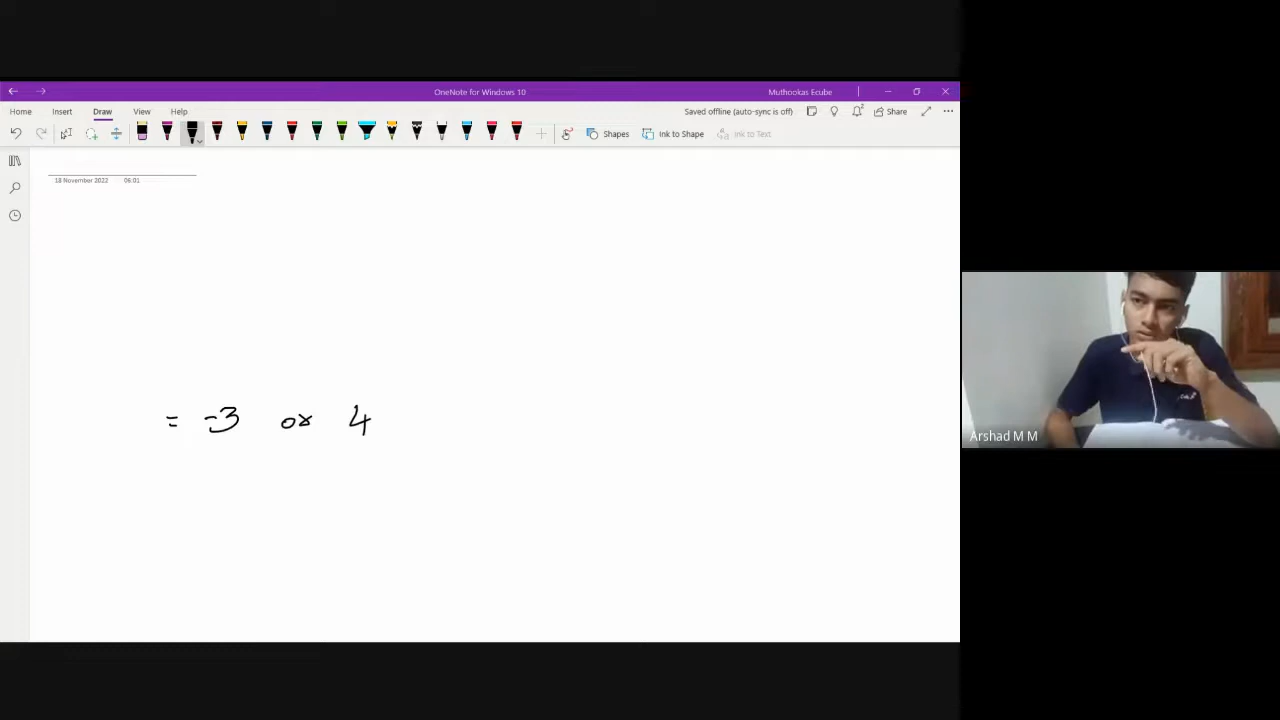 OneNote for Windows 10
Muthookas Ecube
Home Insert Draw View Help
Saved offline (auto-sync is off)
Share
Shapes
Ink to Shape
Ink to Text
18 November 2022 06:01
= -3 or 4
Arshad M M